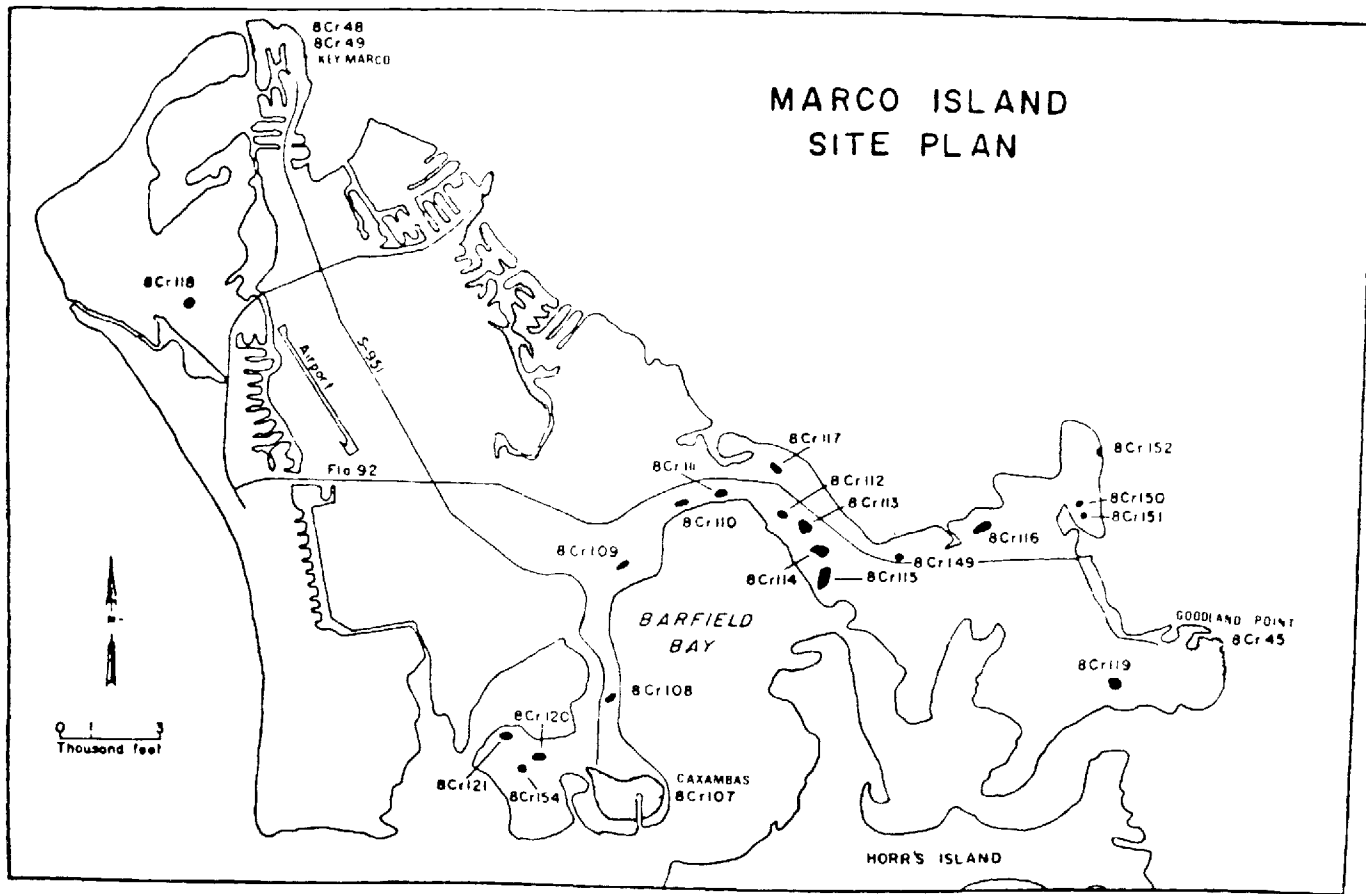 8Cr48
8Cr49
KEY MARCO
MARCO ISLAND
SITE PLAN
8Cr118
Airport
S-951
Fla 92
8Cr117
8Cr111
8Cr112
8Cr113
8Cr110
8Cr152
8Cr150
8Cr151
8Cr116
8Cr109
8Cr114
8Cr115
8Cr149
BARFIELD
BAY
GOODLAND POINT
8Cr45
8Cr119
8Cr108
0 1 3
Thousand feet
8Cr120
8Cr121
8Cr154
CAXAMBAS
8Cr107
HORR'S ISLAND